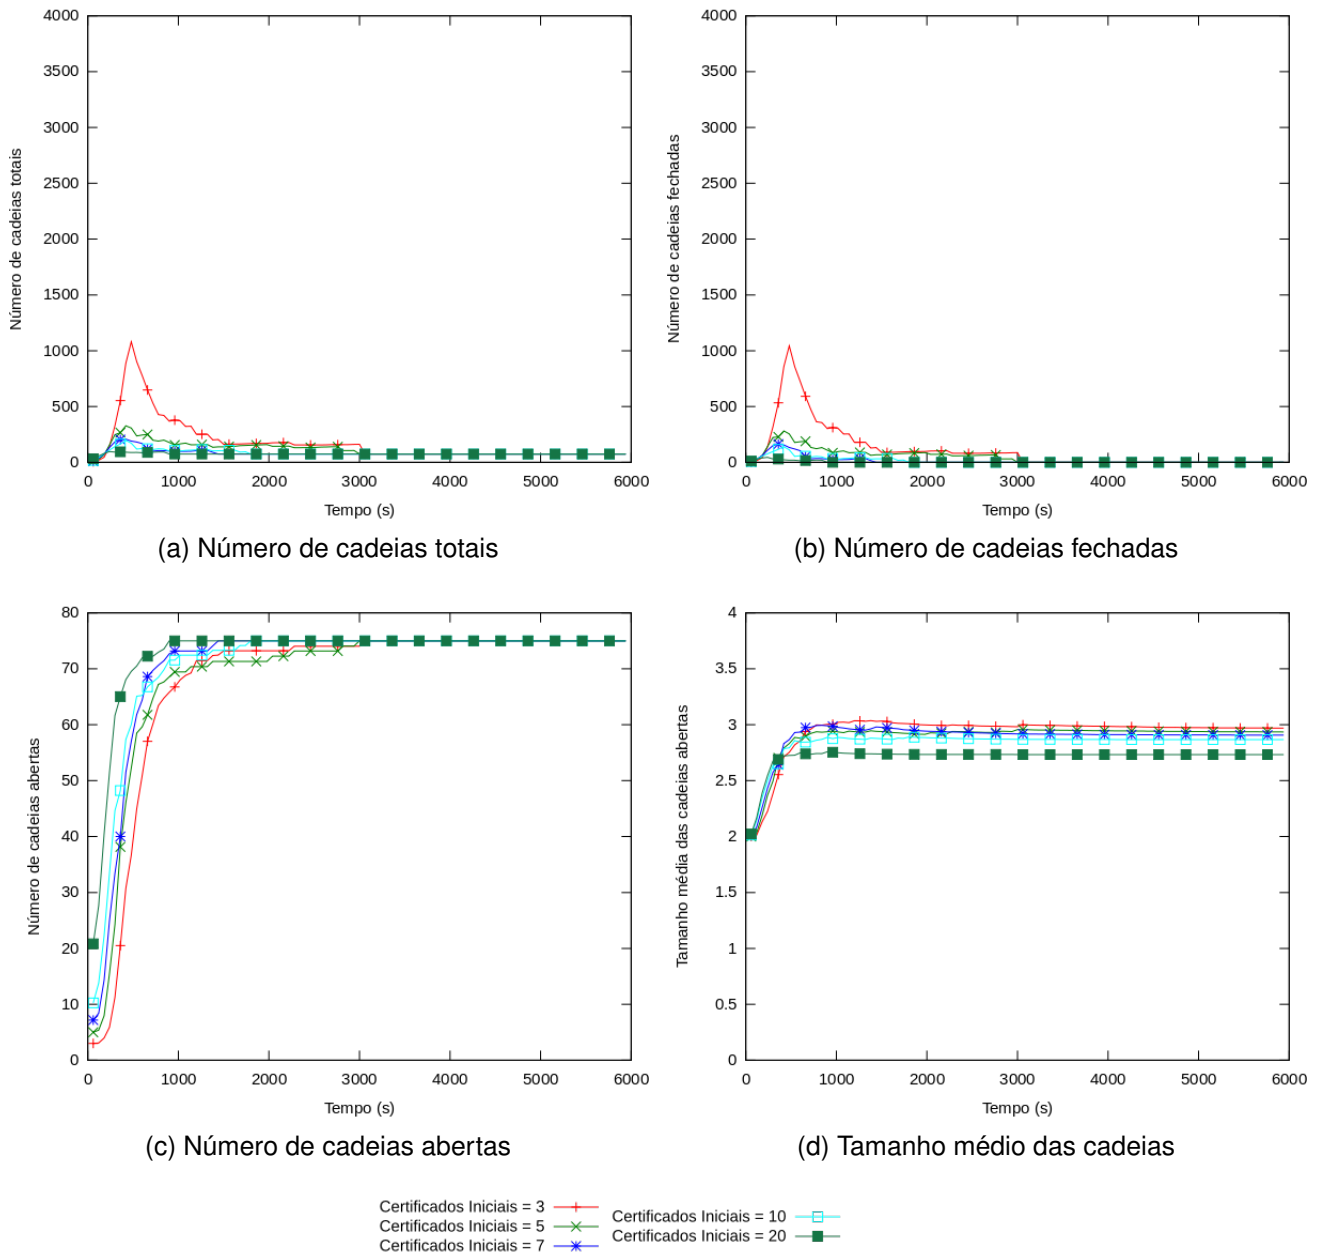 4000
3500
3000
2500
2000
1500
1000
500
0
Número de cadeias totais
0 1000 2000 3000 4000 5000 6000
Tempo (s)
(a) Número de cadeias totais
4000
3500
3000
2500
2000
1500
1000
500
0
Número de cadeias fechadas
0 1000 2000 3000 4000 5000 6000
Tempo (s)
(b) Número de cadeias fechadas
80
70
60
50
40
30
20
10
0
Número de cadeias abertas
0 1000 2000 3000 4000 5000 6000
Tempo (s)
(c) Número de cadeias abertas
4
3.5
3
2.5
2
1.5
1
0.5
0
Tamanho média das cadeias abertas
0 1000 2000 3000 4000 5000 6000
Tempo (s)
(d) Tamanho médio das cadeias
Certificados Iniciais = 3
Certificados Iniciais = 5
Certificados Iniciais = 7
Certificados Iniciais = 10
Certificados Iniciais = 20